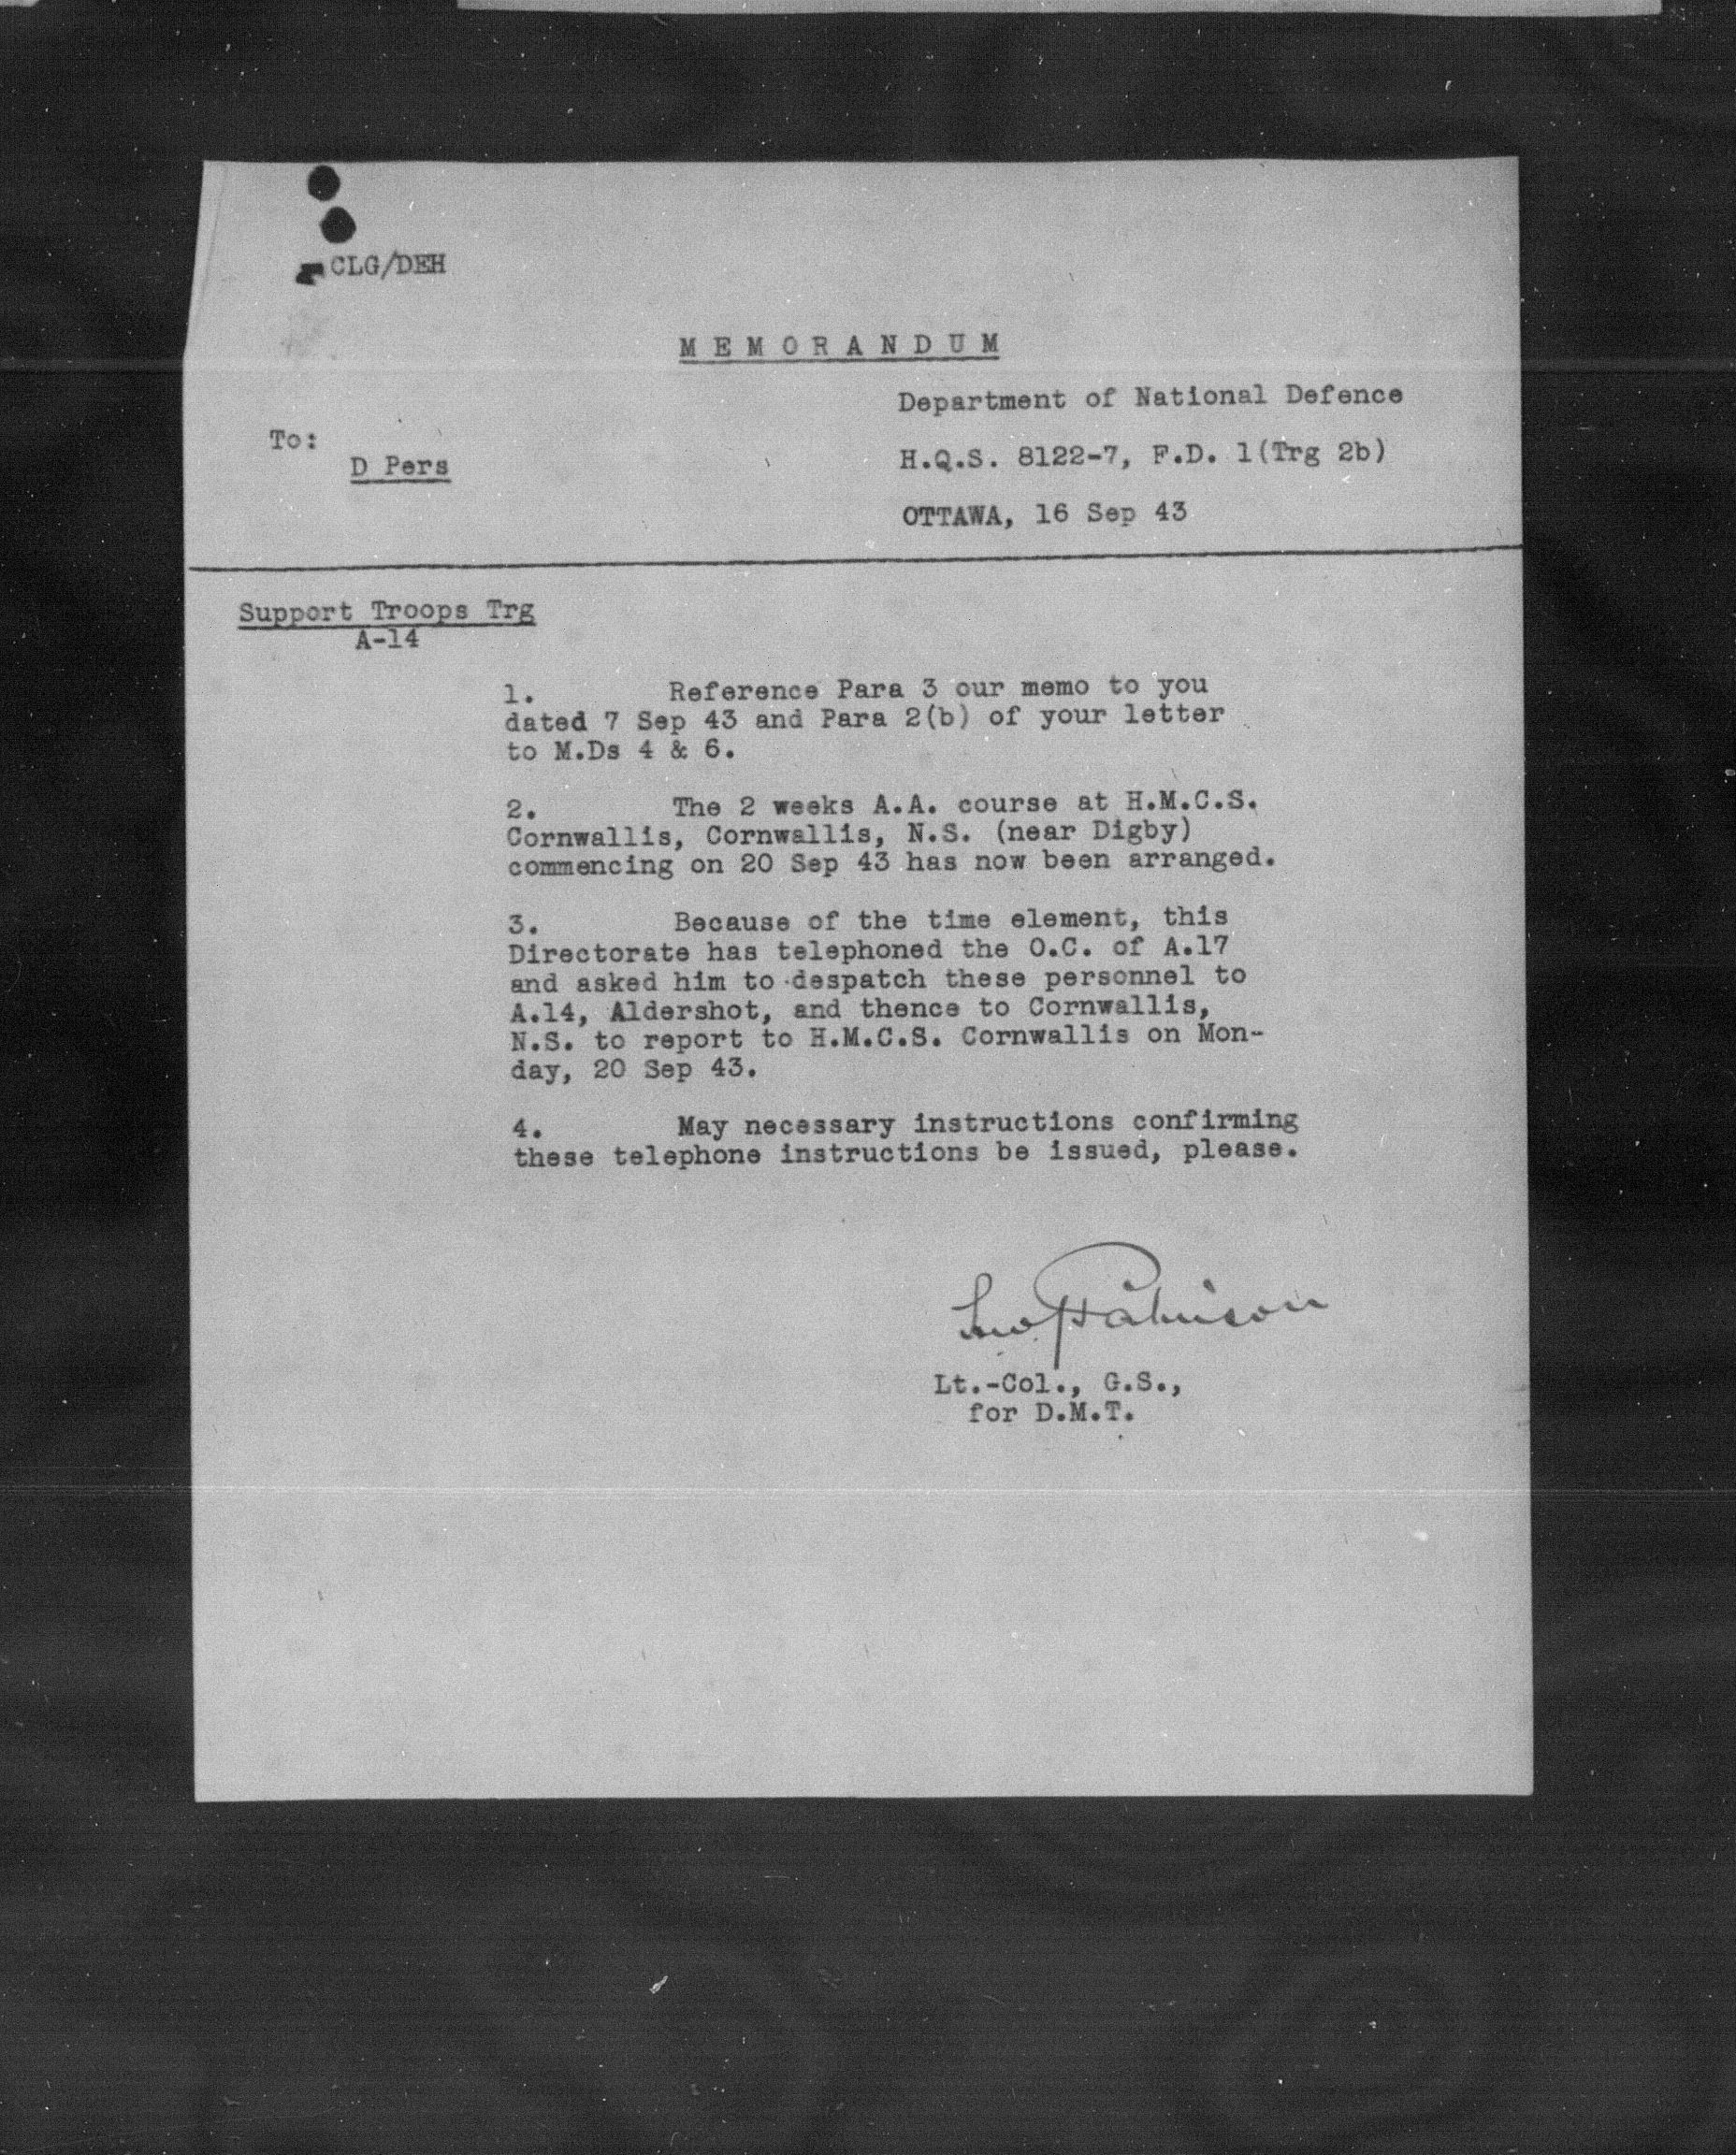 CLG/DEH
MEMORANDUM
Department of National Defence
To:
D Pers
H.Q.S. 8122-7, F.D. 1(Trg 2b)
OTTAWA, 16 Sep 43
Support Troops Trg
A-14
1. Reference Para 3 our memo to you
dated 7 Sep 43 and Para 2(b) of your letter
to M.Ds 4 & 6.
2. The 2 weeks A.A. course at H.M.C.S.
Cornwallis, Cornwallis, N.S. (near Digby)
commencing on 20 Sep 43 has now been arranged.
3. Because of the time element, this
Directorate has telephoned the O.C. of A.17
and asked him to despatch these personnel to
A.14, Aldershot, and thence to Cornwallis,
N.S. to report to H.M.C.S. Cornwallis on Mon-
day, 20 Sep 43.
4. May necessary instructions confirming
these telephone instructions be issued, please.
Lt.-Col., G.S.,
for D.M.T.